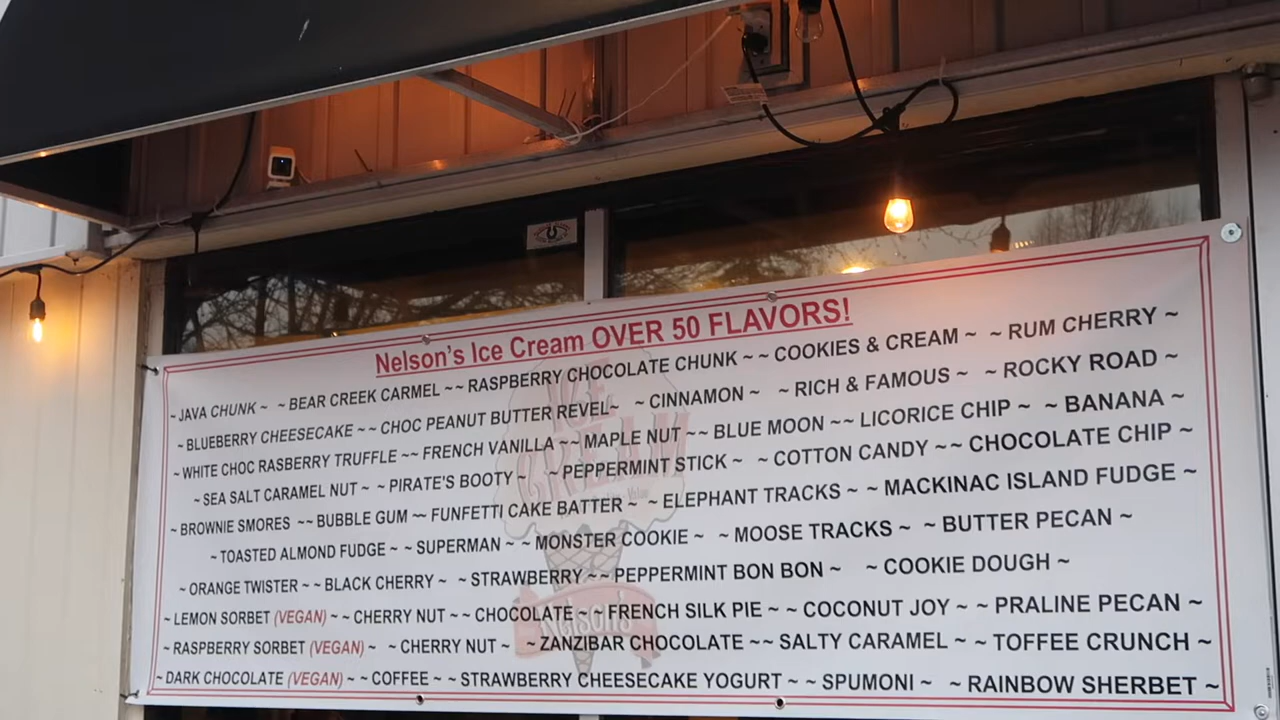 Nelson's Ice Cream OVER 50 FLAVORS!
~ JAVA CHUNK ~ ~ BEAR CREEK CARMEL ~ ~ RASPBERRY CHOCOLATE CHUNK ~ ~ COOKIES & CREAM ~ ~ RUM CHERRY ~
~ BLUEBERRY CHEESECAKE ~ ~ CHOC PEANUT BUTTER REVEL ~ ~ CINNAMON ~ ~ RICH & FAMOUS ~ ~ ROCKY ROAD ~
~ WHITE CHOC RASBERRY TRUFFLE ~ ~ FRENCH VANILLA ~ ~ MAPLE NUT ~ ~ BLUE MOON ~ ~ LICORICE CHIP ~ ~ BANANA ~
~ SEA SALT CARAMEL NUT ~ ~ PIRATE'S BOOTY ~ ~ PEPPERMINT STICK ~ ~ COTTON CANDY ~ ~ CHOCOLATE CHIP ~
~ BROWNIE SMORES ~ ~ BUBBLE GUM ~ ~ FUNFETTI CAKE BATTER ~ ~ ELEPHANT TRACKS ~ ~ MACKINAC ISLAND FUDGE ~
~ TOASTED ALMOND FUDGE ~ ~ SUPERMAN ~ ~ MONSTER COOKIE ~ ~ MOOSE TRACKS ~ ~ BUTTER PECAN ~
~ ORANGE TWISTER ~ ~ BLACK CHERRY ~ ~ STRAWBERRY ~ ~ PEPPERMINT BON BON ~ ~ COOKIE DOUGH ~
~ LEMON SORBET (VEGAN) ~ ~ CHERRY NUT ~ ~ CHOCOLATE ~ ~ FRENCH SILK PIE ~ ~ COCONUT JOY ~ ~ PRALINE PECAN ~
~ RASPBERRY SORBET (VEGAN) ~ ~ CHERRY NUT ~ ~ ZANZIBAR CHOCOLATE ~ ~ SALTY CARAMEL ~ ~ TOFFEE CRUNCH ~
~ DARK CHOCOLATE (VEGAN) ~ ~ COFFEE ~ ~ STRAWBERRY CHEESECAKE YOGURT ~ ~ SPUMONI ~ ~ RAINBOW SHERBET ~
ICE
CREAM
Nelson's